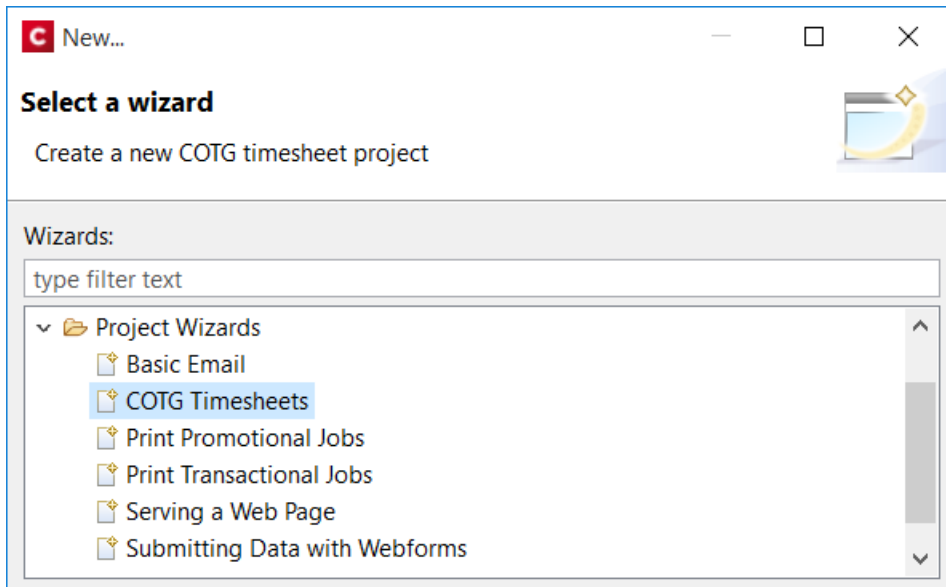 C New...
Select a wizard
Create a new COTG timesheet project
Wizards:
type filter text
Project Wizards
Basic Email
COTG Timesheets
Print Promotional Jobs
Print Transactional Jobs
Serving a Web Page
Submitting Data with Webforms